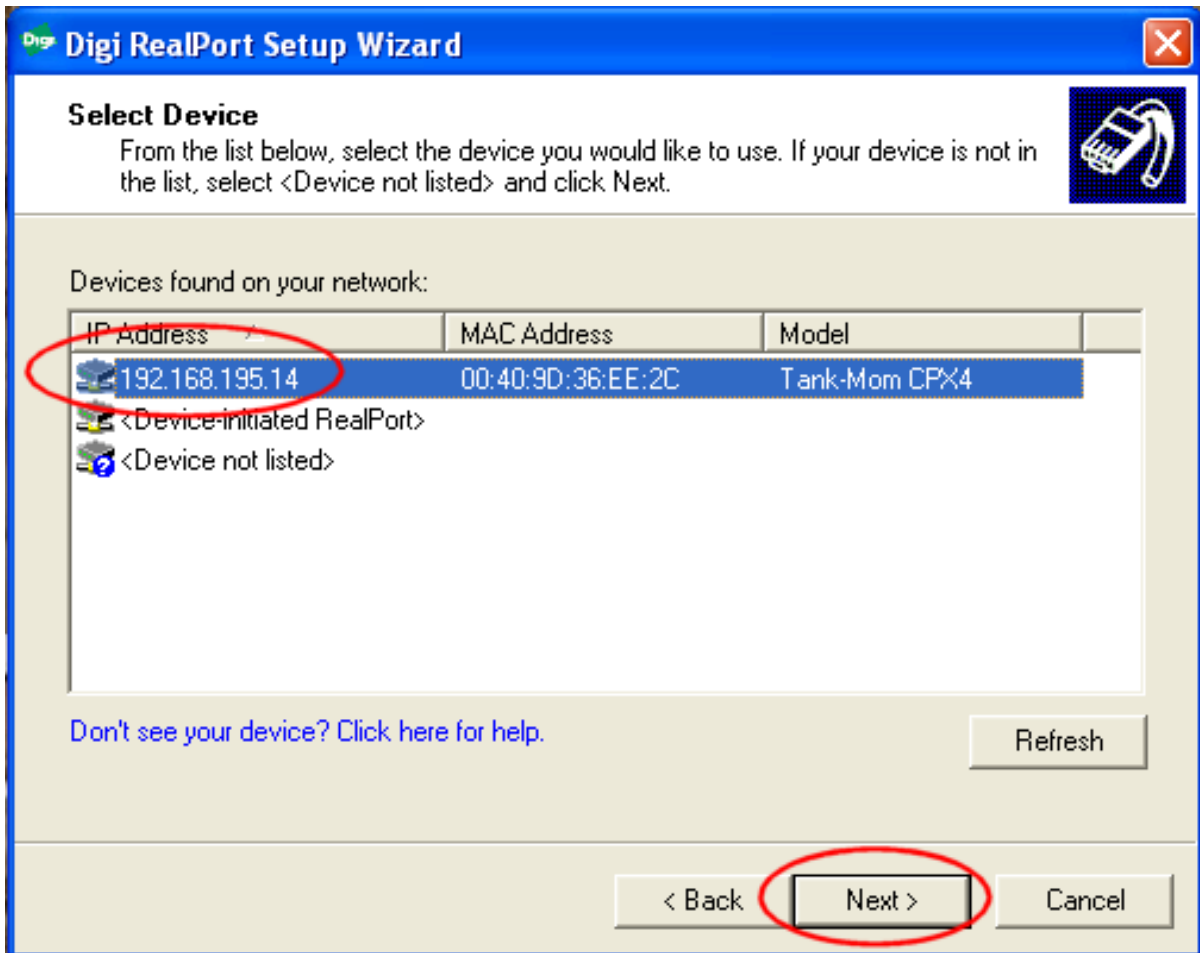 Digi Digi RealPort Setup Wizard
Select Device
From the list below, select the device you would like to use. If your device is not in
the list, select <Device not listed> and click Next.
Devices found on your network:
IP Address MAC Address Model
192.168.195.14 00:40:9D:36:EE:2C Tank-Mom CPX4
<Device-initiated RealPort>
<Device not listed>
Don't see your device? Click here for help.
Refresh
< Back Next > Cancel